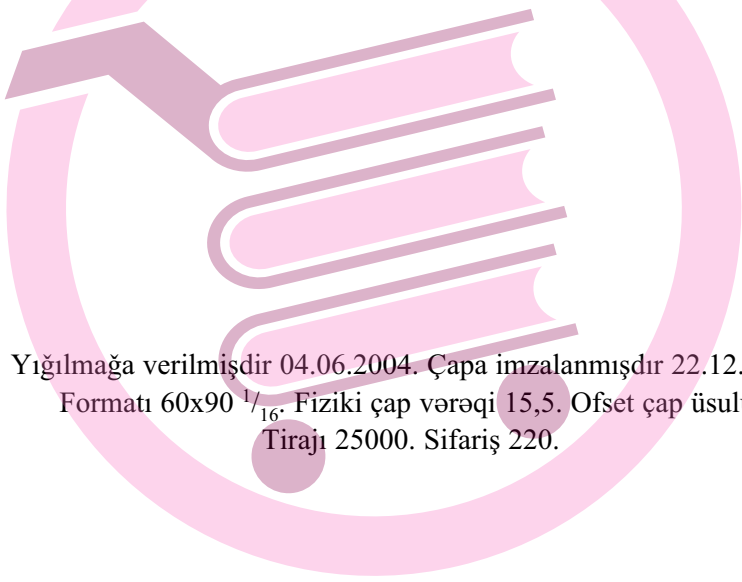 Yığılmağa verilmişdir 04.06.2004. Çapa imzalanmışdır 22.12.
Formatı 60x90 1/16. Fiziki çap vərəqi 15,5. Ofset çap
Tirajı 25000. Sifariş 220.